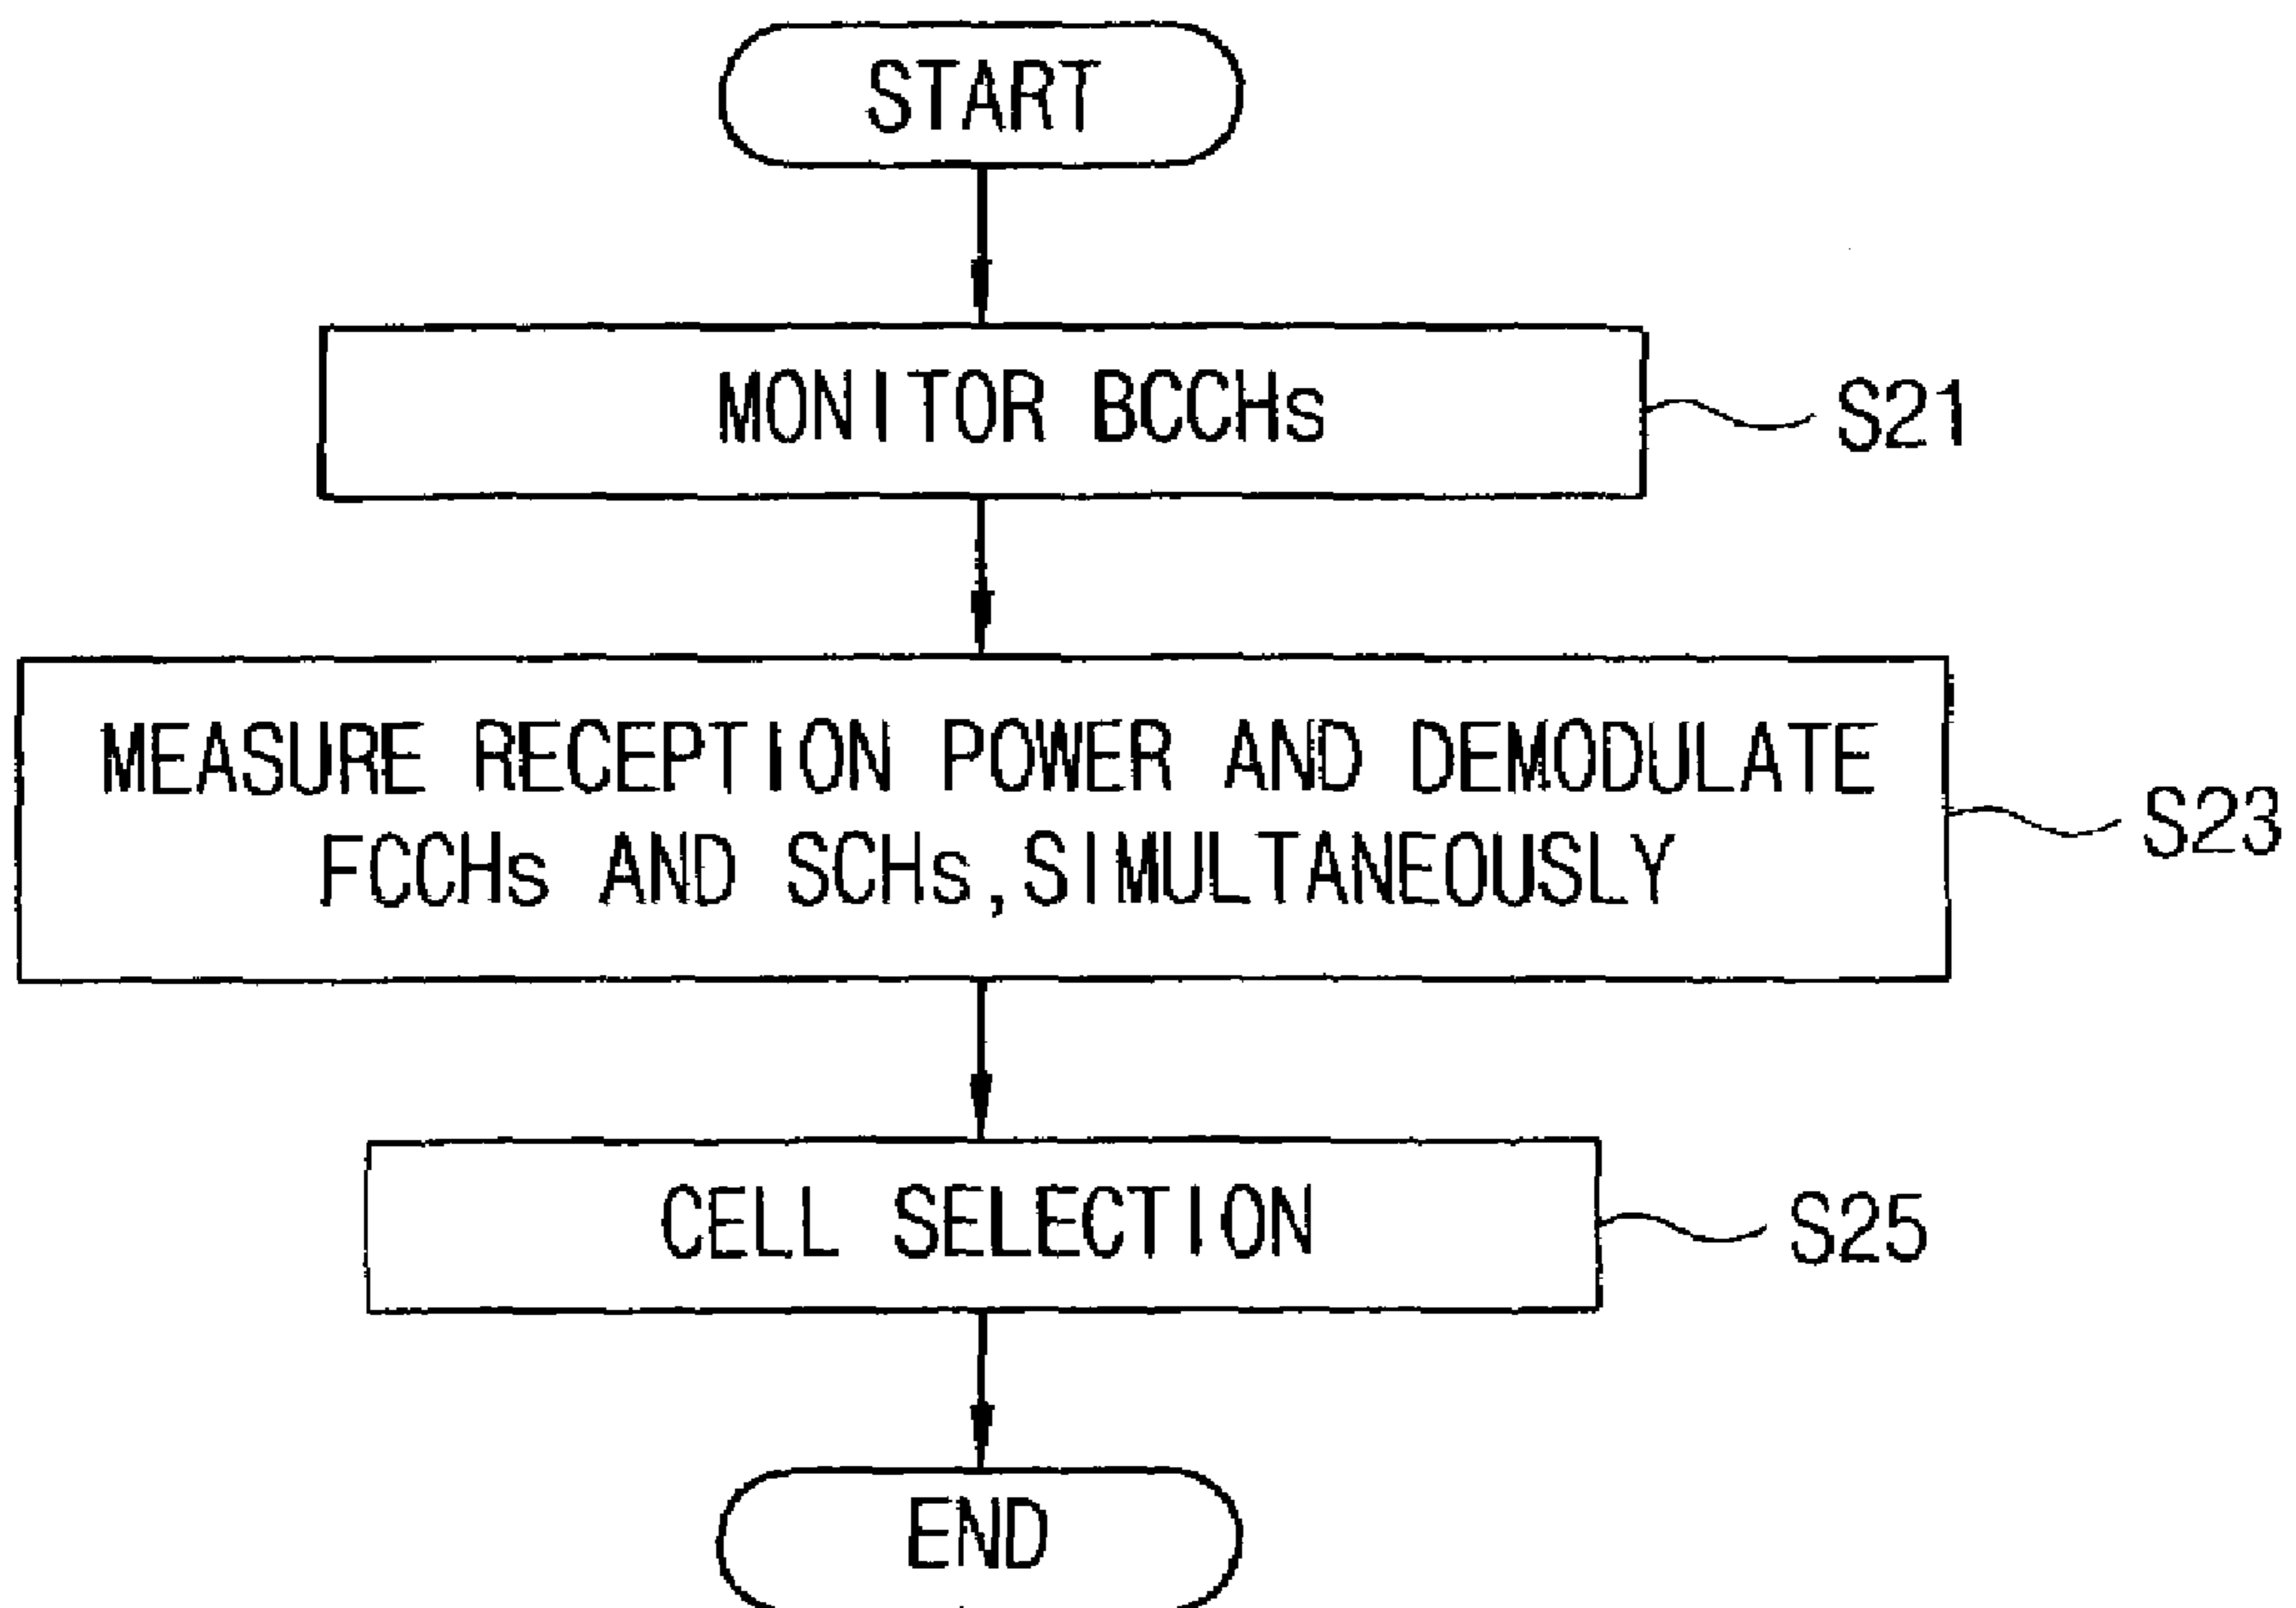 START
MONITOR BCCHs
S21
MEASURE RECEPTION POWER AND DEMODULATE
FCCHs AND SCHs,SIMULTANEOUSLY
S23
CELL SELECTION
S25
END